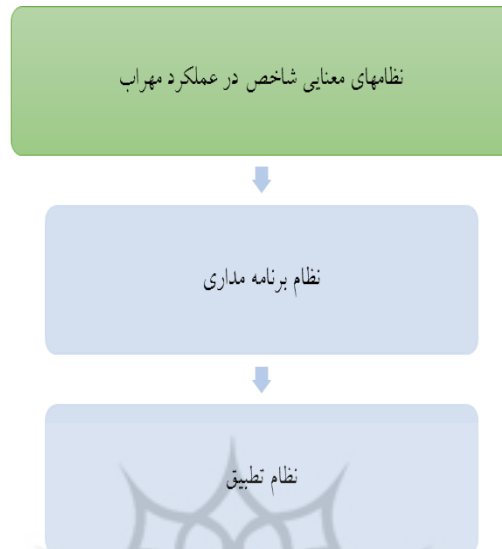 نظامهای معنایی شاخص در عملکرد مهراب
نظام برنامه مداری
نظام تطبیق